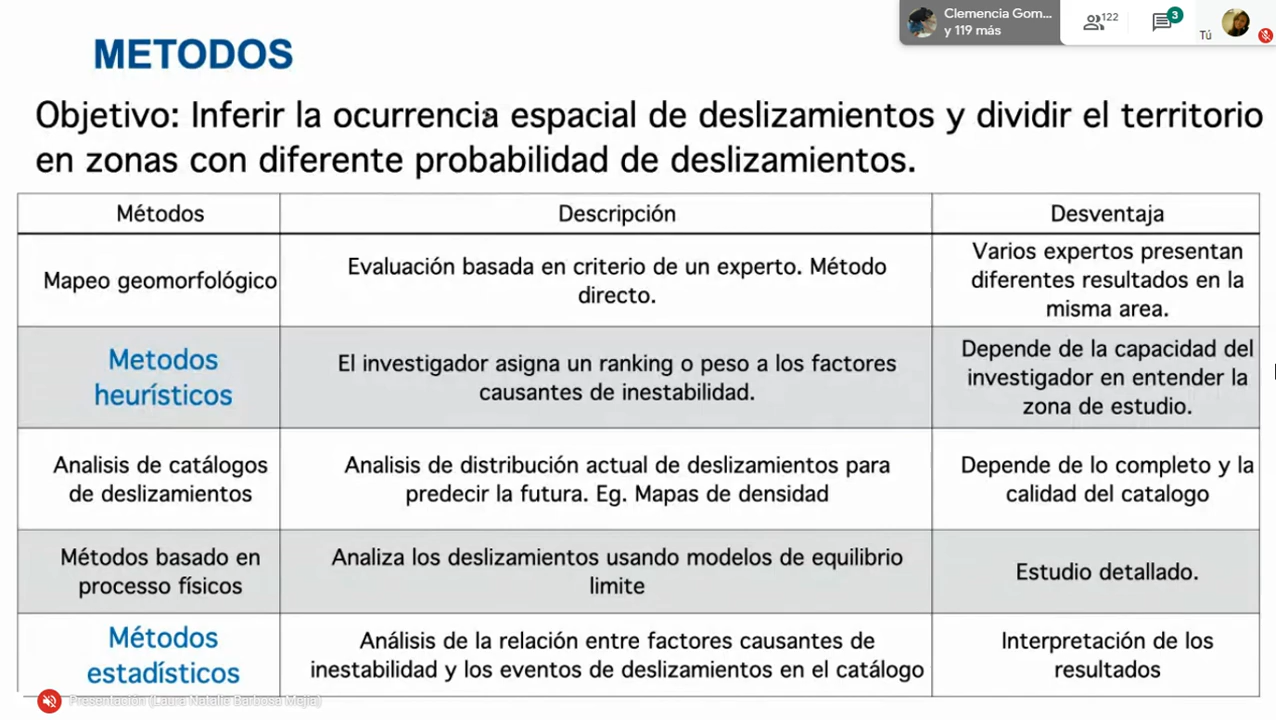 Clemencia Gom...
y 119 más
122
3
Tú
METODOS
Objetivo: Inferir la ocurrencia espacial de deslizamientos y dividir el territorio
en zonas con diferente probabilidad de deslizamientos.
Métodos
Descripción
Desventaja
Mapeo geomorfológico
Evaluación basada en criterio de un experto. Método
directo.
Varios expertos presentan
diferentes resultados en la
misma area.
Metodos
heurísticos
El investigador asigna un ranking o peso a los factores
causantes de inestabilidad.
Depende de la capacidad del
investigador en entender la
zona de estudio.
Analisis de catálogos
de deslizamientos
Analisis de distribución actual de deslizamientos para
predecir la futura. Eg. Mapas de densidad
Depende de lo completo y la
calidad del catalogo
Métodos basado en
processo físicos
Analiza los deslizamientos usando modelos de equilibrio
limite
Estudio detallado.
Métodos
estadísticos
Análisis de la relación entre factores causantes de
inestabilidad y los eventos de deslizamientos en el catálogo
Interpretación de los
resultados
Presentación (Laura Natalie Barbosa Mejia)